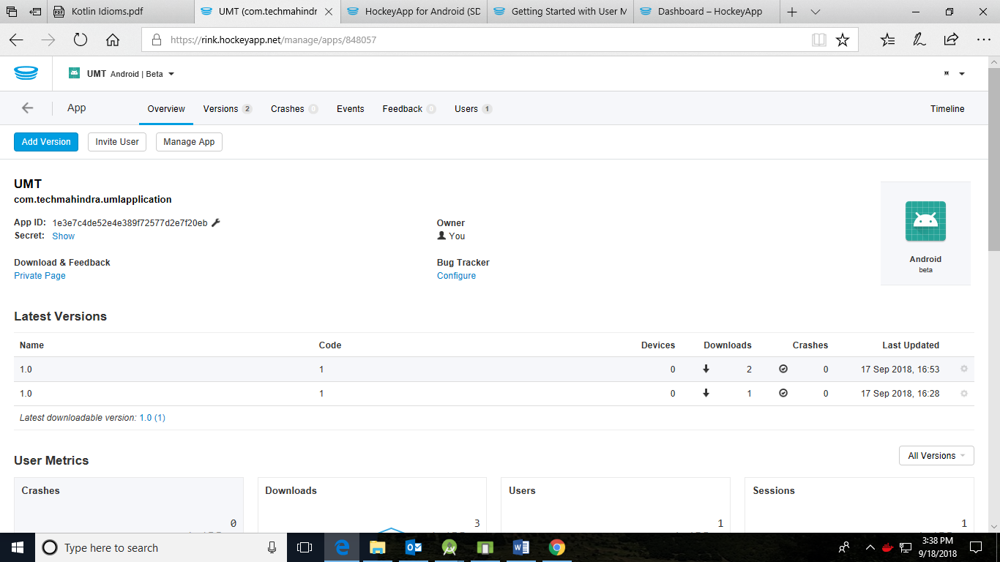 Kotlin Idioms.pdf
UMT (com.techmahindr
HockeyApp for Android (SD
Getting Started with User M
Dashboard – HockeyApp
https://rink.hockeyapp.net/manage/apps/848057
UMT Android | Beta
App Overview Versions 2 Crashes 0 Events Feedback 0 Users 1 Timeline
Add Version Invite User Manage App
UMT
com.techmahindra.umlapplication
App ID: 1e3e7c4de52e4e389f72577d2e7f20eb
Secret: Show
Owner
You
Download & Feedback
Private Page
Bug Tracker
Configure
Android
beta
Latest Versions
Name Code Devices Downloads Crashes Last Updated
1.0 1 0 2 0 17 Sep 2018, 16:53
1.0 1 0 1 0 17 Sep 2018, 16:28
Latest downloadable version: 1.0 (1)
User Metrics
All Versions
Crashes
0
Downloads
3
Users
1
Sessions
1
Type here to search
3:38 PM
9/18/2018